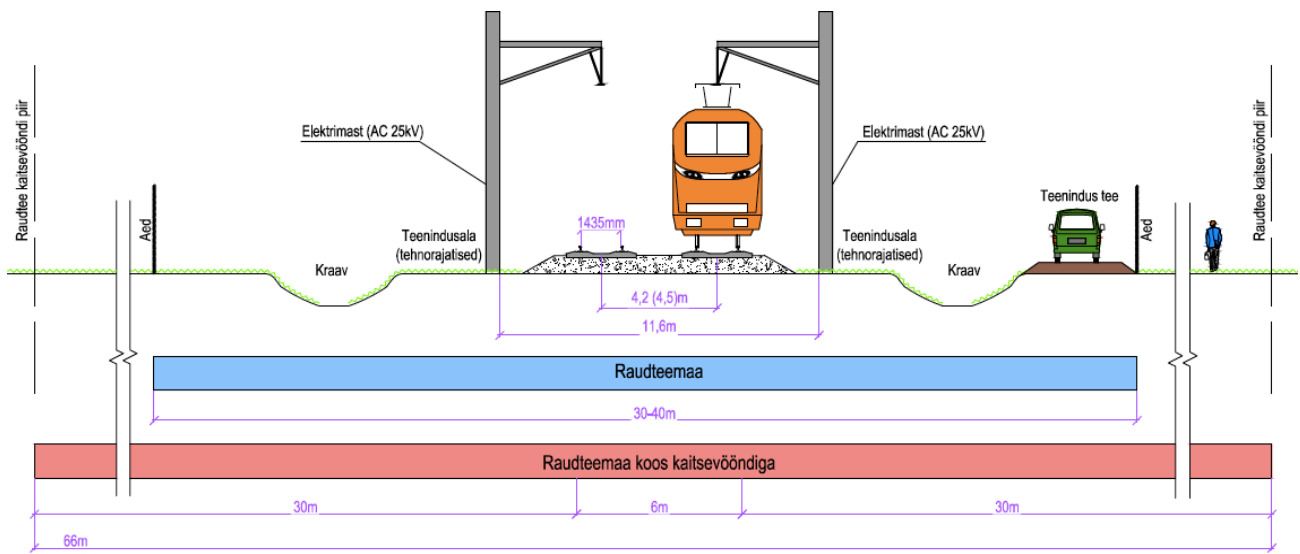 Raudtee kaitsevööndi piir
Aed
Kraav
Elektrimast (AC 25kV)
Teenindusala
(tehnorajatised)
1435mm
4,2 (4,5)m
11,6m
Elektrimast (AC 25kV)
Teenindusala
(tehnorajatised)
Kraav
Teenindus tee
Aed
Raudtee kaitsevööndi piir
Raudteemaa
30-40m
Raudteemaa koos kaitsevööndiga
30m
6m
30m
66m